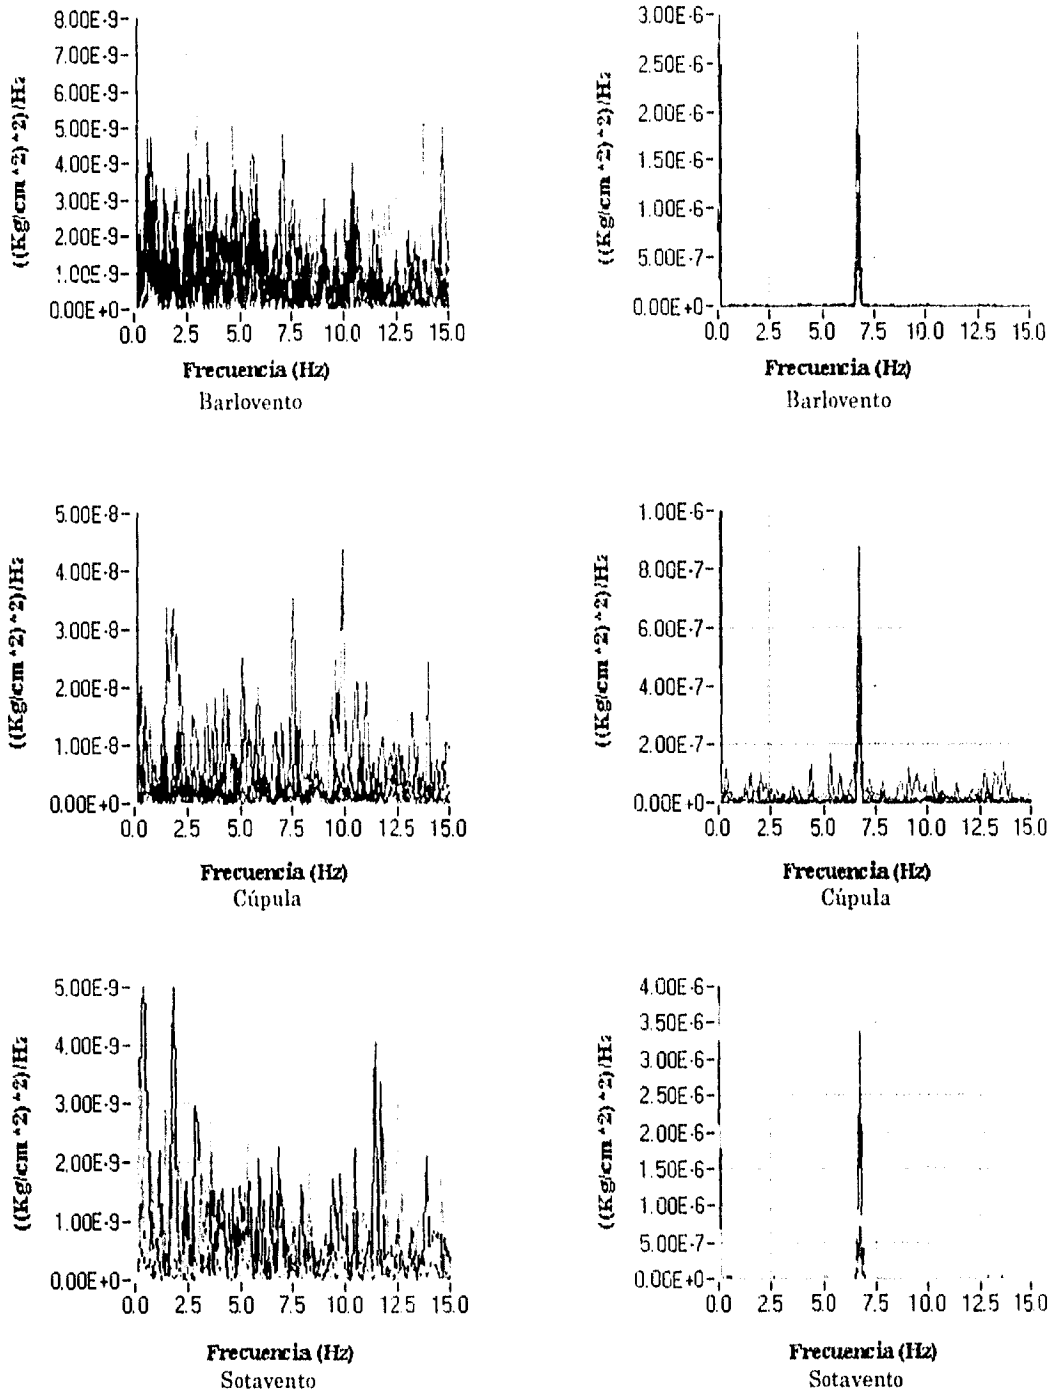 8.00E-9
7.00E-9
6.00E-9
5.00E-9
4.00E-9
3.00E-9
2.00E-9
1.00E-9
0.00E+0
((Kg/cm^2)^2)/Hz
0.0 2.5 5.0 7.5 10.0 12.5 15.0
Frecuencia (Hz)
Barlovento
3.00E-6
2.50E-6
2.00E-6
1.50E-6
1.00E-6
5.00E-7
0.00E+0
((Kg/cm^2)^2)/Hz
0.0 2.5 5.0 7.5 10.0 12.5 15.0
Frecuencia (Hz)
Barlovento
5.00E-8
4.00E-8
3.00E-8
2.00E-8
1.00E-8
0.00E+0
((Kg/cm^2)^2)/Hz
0.0 2.5 5.0 7.5 10.0 12.5 15.0
Frecuencia (Hz)
Cúpula
1.00E-6
8.00E-7
6.00E-7
4.00E-7
2.00E-7
0.00E+0
((Kg/cm^2)^2)/Hz
0.0 2.5 5.0 7.5 10.0 12.5 15.0
Frecuencia (Hz)
Cúpula
5.00E-9
4.00E-9
3.00E-9
2.00E-9
1.00E-9
0.00E+0
((Kg/cm^2)^2)/Hz
0.0 2.5 5.0 7.5 10.0 12.5 15.0
Frecuencia (Hz)
Sotavento
4.00E-6
3.50E-6
3.00E-6
2.50E-6
2.00E-6
1.50E-6
1.00E-6
5.00E-7
0.00E+0
((Kg/cm^2)^2)/Hz
0.0 2.5 5.0 7.5 10.0 12.5 15.0
Frecuencia (Hz)
Sotavento